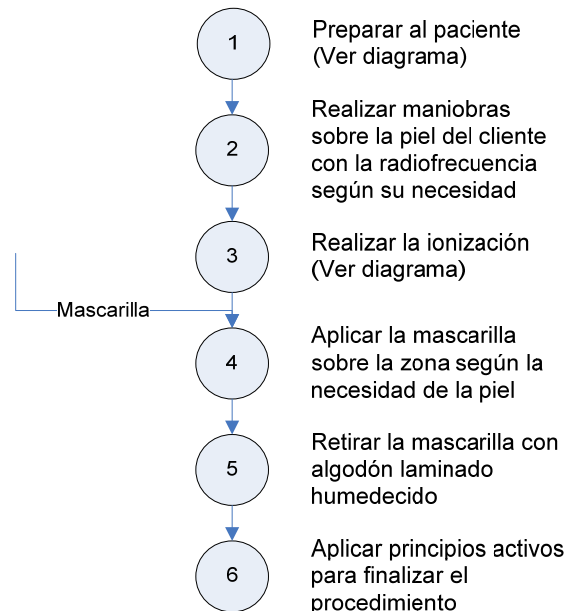 1
Preparar al paciente
(Ver diagrama)
2
Realizar maniobras
sobre la piel del cliente
con la radiofrecuencia
según su necesidad
3
Realizar la ionización
(Ver diagrama)
Mascarilla
4
Aplicar la mascarilla
sobre la zona según la
necesidad de la piel
5
Retirar la mascarilla con
algodón laminado
humedecido
6
Aplicar principios activos
para finalizar el
procedimiento